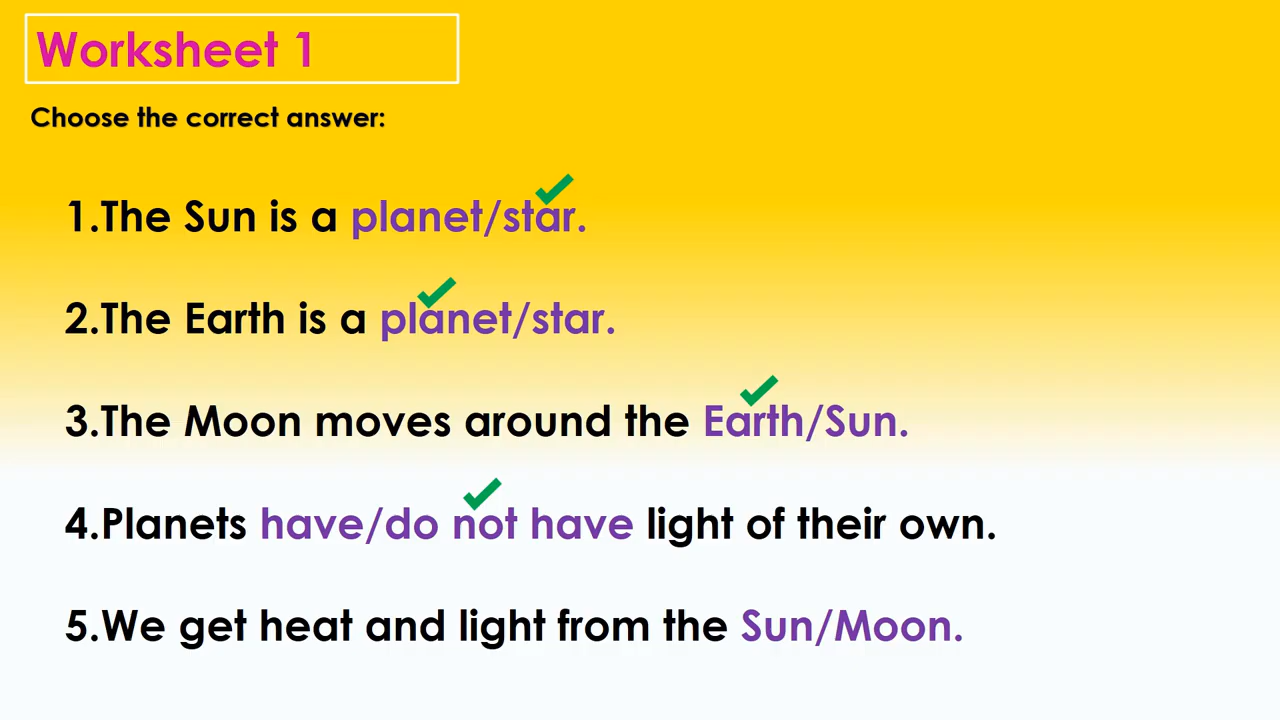 Worksheet 1
Choose the correct answer:
1.The Sun is a planet/star.
2.The Earth is a planet/star.
3.The Moon moves around the Earth/Sun.
4.Planets have/do not have light of their own.
5.We get heat and light from the Sun/Moon.